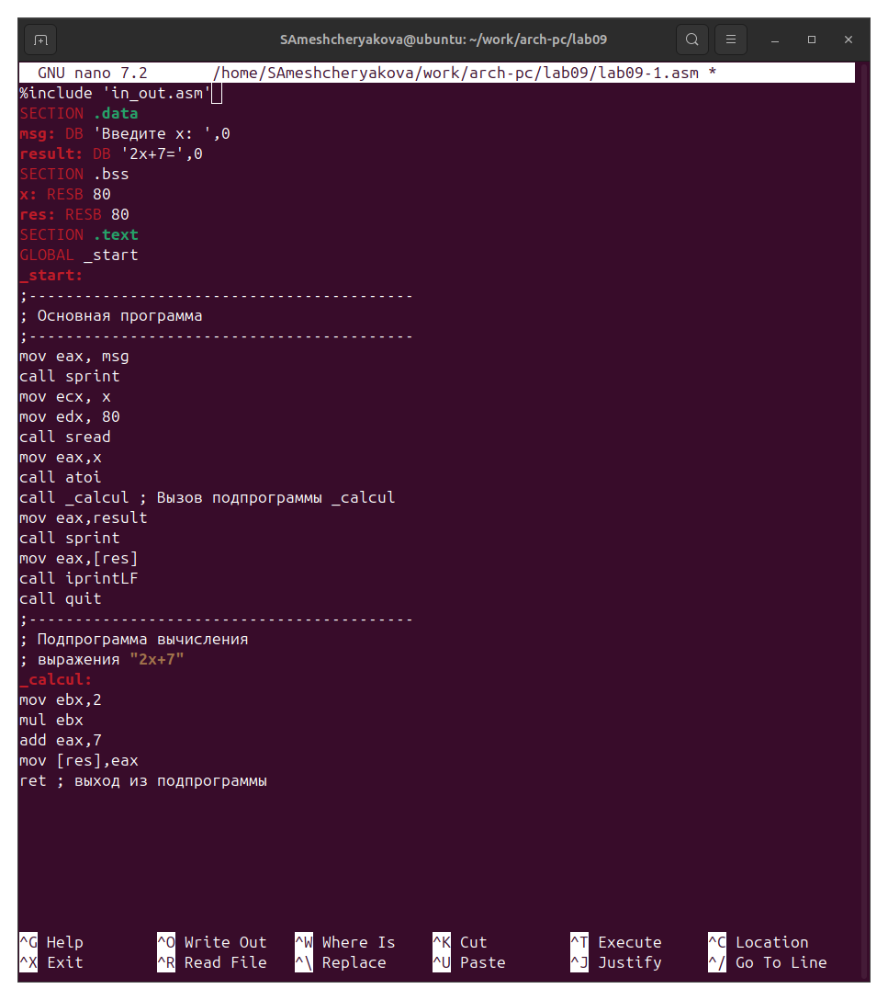 SAmeshcheryakova@ubuntu: ~/work/arch-pc/lab09
GNU nano 7.2 /home/SAmeshcheryakova/work/arch-pc/lab09/lab09-1.asm *
%include 'in_out.asm'
SECTION .data
msg: DB 'Введите x: ',0
result: DB '2x+7=',0
SECTION .bss
x: RESB 80
res: RESB 80
SECTION .text
GLOBAL _start
_start:
;------------------------------------------
; Основная программа
;------------------------------------------
mov eax, msg
call sprint
mov ecx, x
mov edx, 80
call sread
mov eax,x
call atoi
call _calcul ; Вызов подпрограммы _calcul
mov eax,result
call sprint
mov eax,[res]
call iprintLF
call quit
;------------------------------------------
; Подпрограмма вычисления
; выражения "2x+7"
_calcul:
mov ebx,2
mul ebx
add eax,7
mov [res],eax
ret ; выход из подпрограммы
^G Help ^O Write Out ^W Where Is ^K Cut ^T Execute ^C Location
^X Exit ^R Read File ^\ Replace ^U Paste ^J Justify ^/ Go To Line